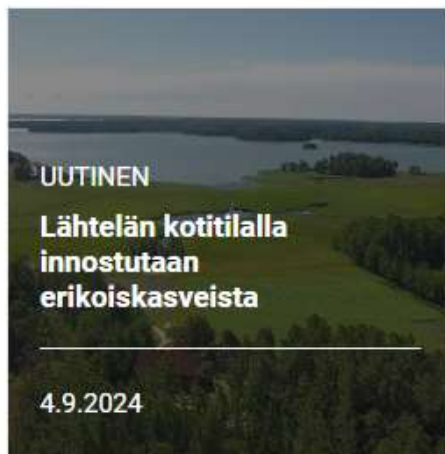 UUTINEN
Lähtelän kotitilalla
innostutaan
erikoiskasveista
4.9.2024